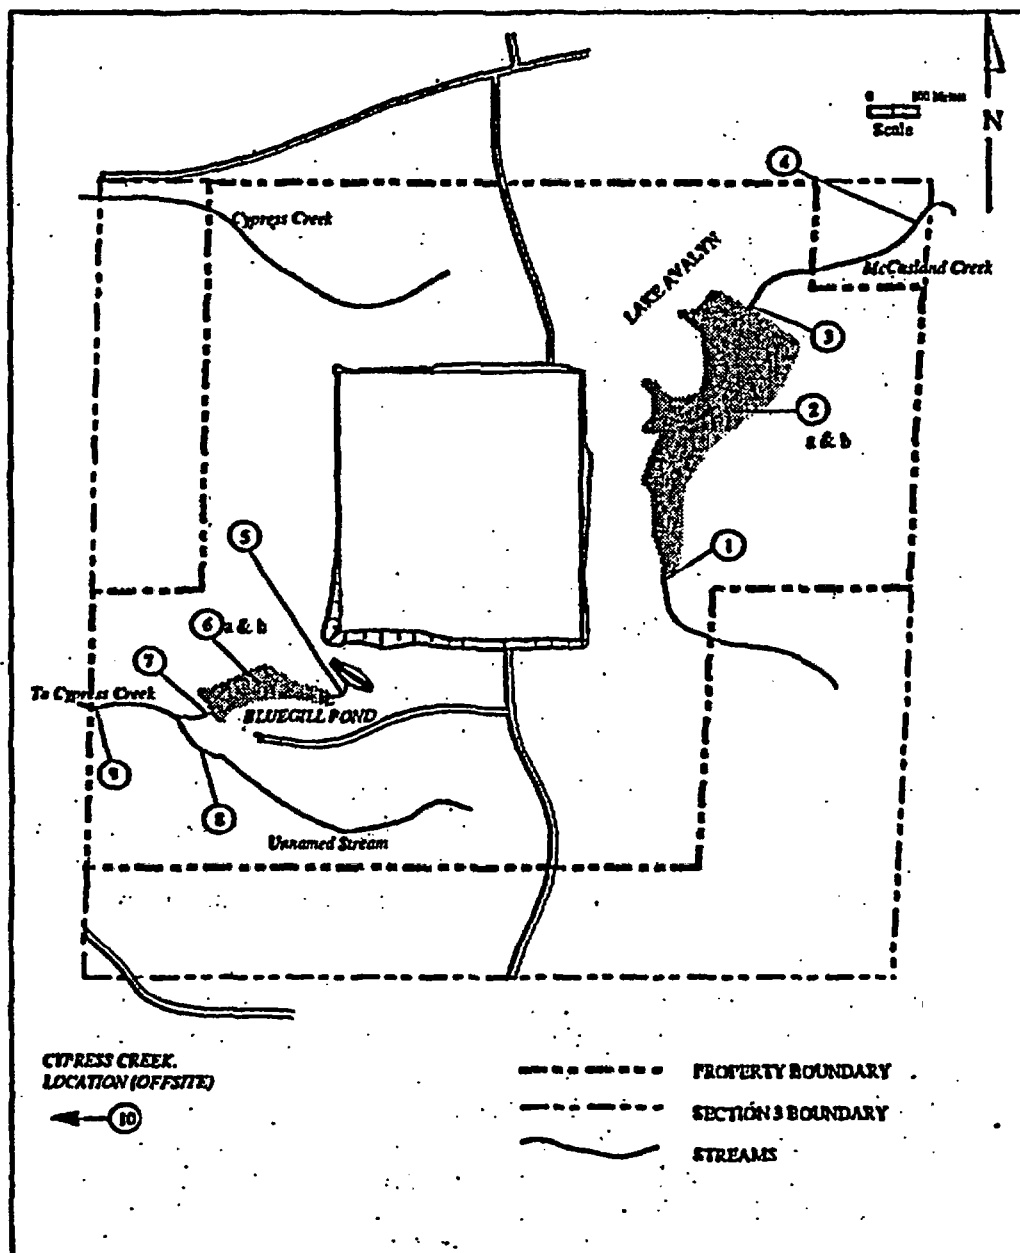 N
0
Scale
4
Cypress Creek
McCasland Creek
LAKE AVALYN
3
2
a & b
5
1
6 a & b
7
To Cypress Creek
BLUEGILL POND
9
8
Unnamed Stream
CYPRESS CREEK.
LOCATION (OFFSITE)
10
PROPERTY BOUNDARY
SECTION 3 BOUNDARY
STREAMS